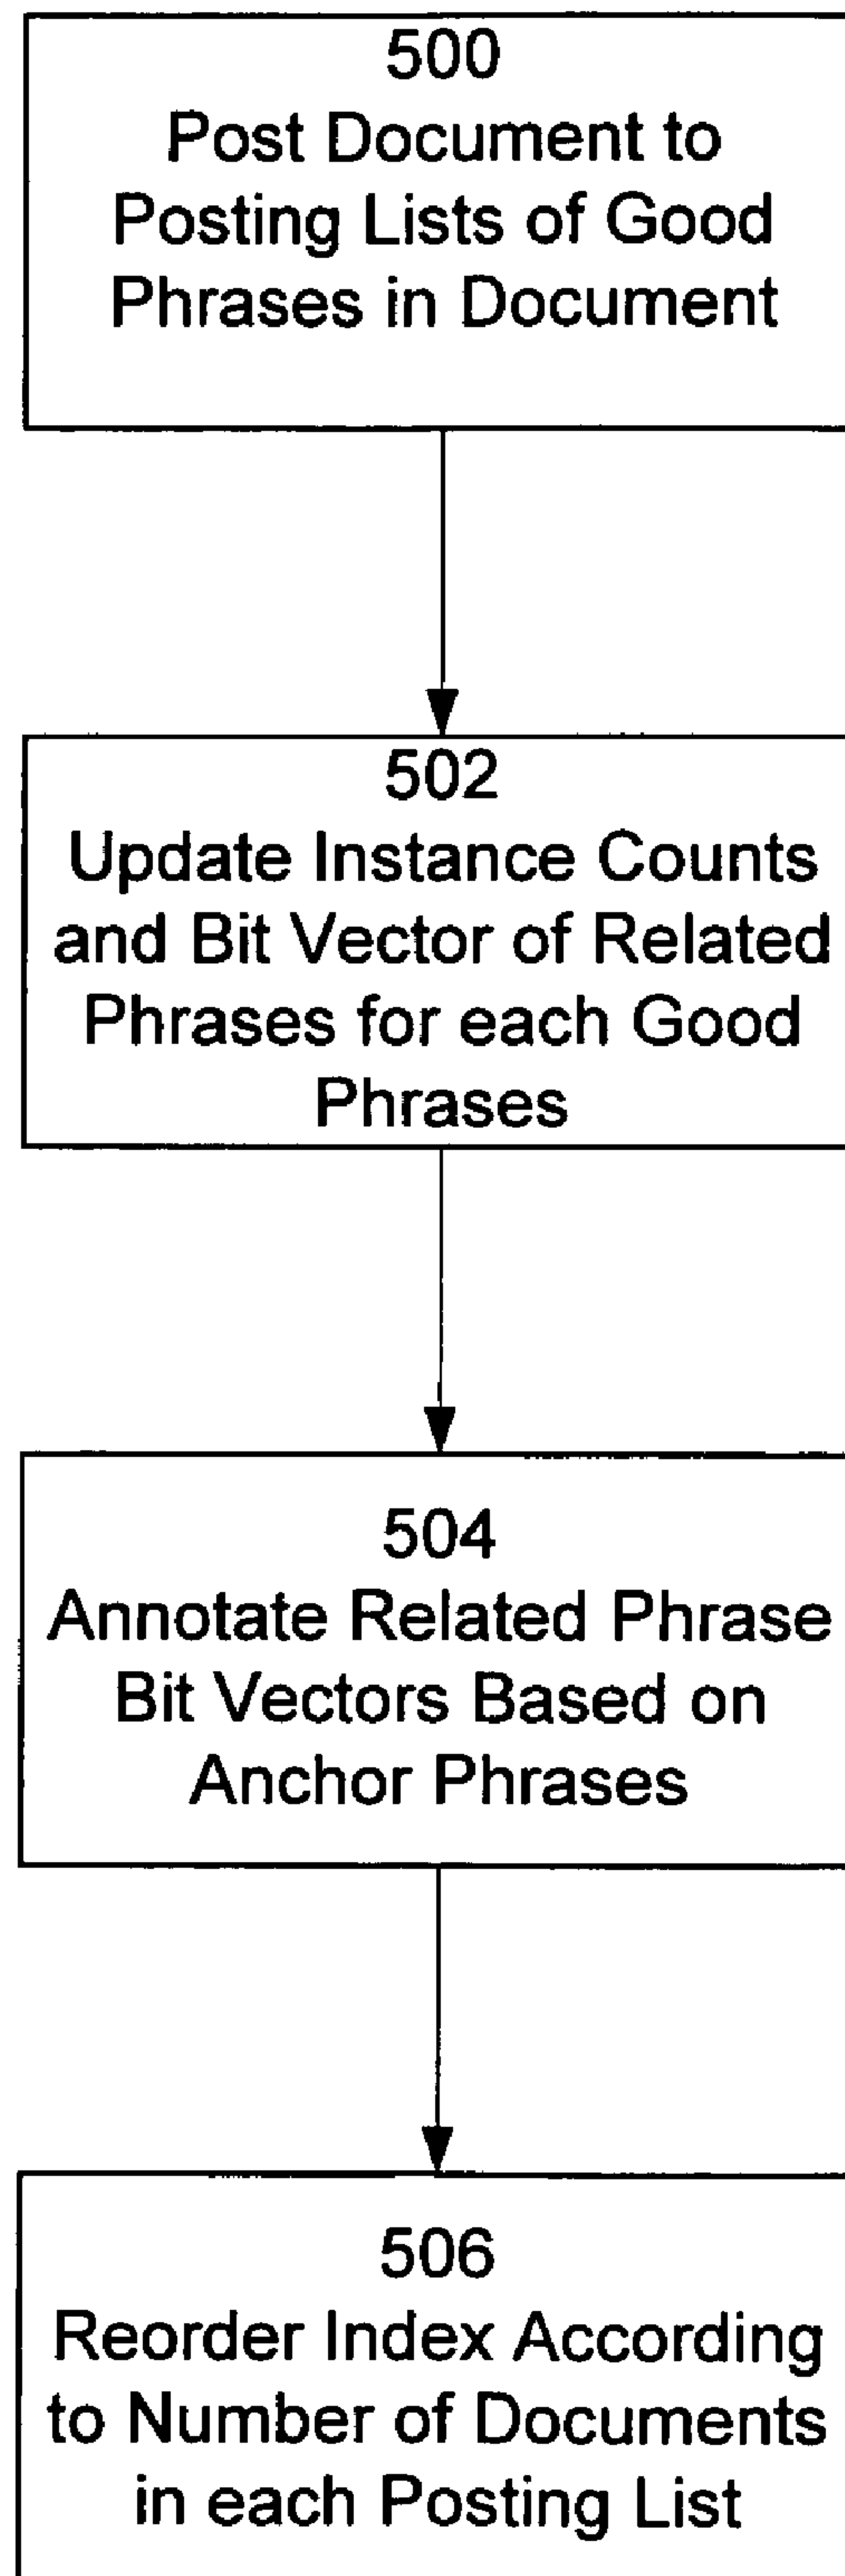 500
Post Document to
Posting Lists of Good
Phrases in Document
502
Update Instance Counts
and Bit Vector of Related
Phrases for each Good
Phrases
504
Annotate Related Phrase
Bit Vectors Based on
Anchor Phrases
506
Reorder Index According
to Number of Documents
in each Posting List